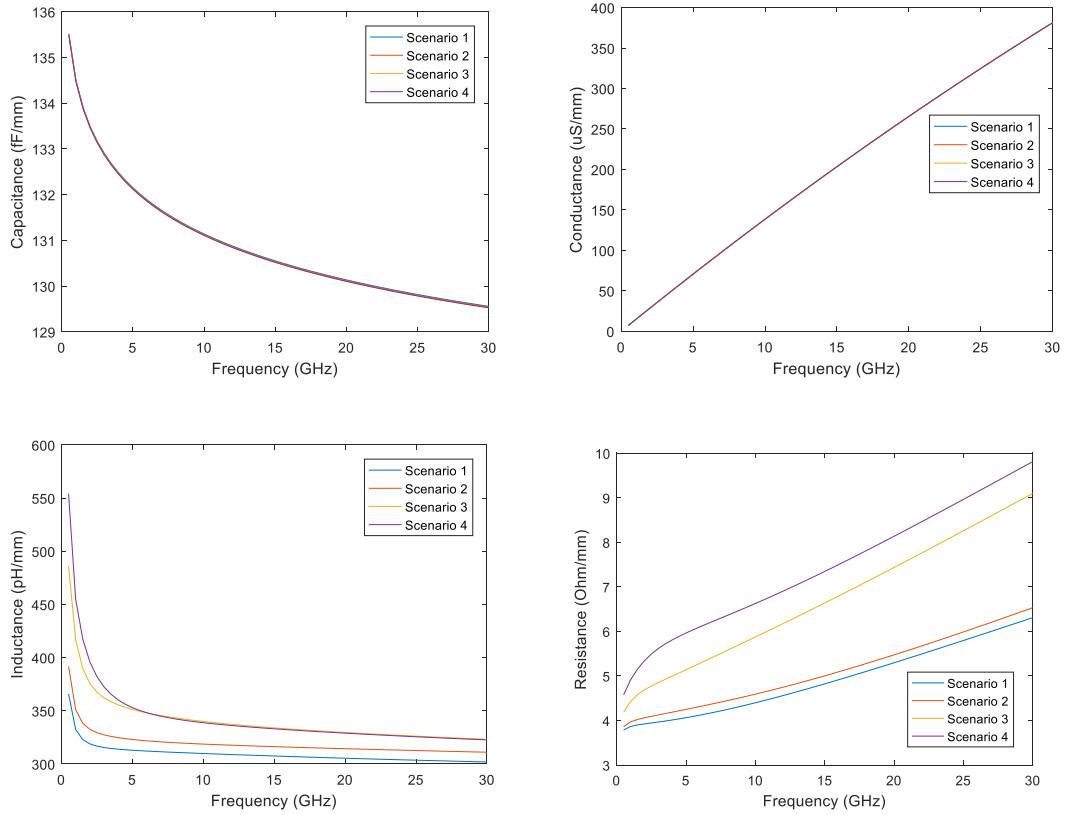 136
135
134
133
132
131
130
129
Capacitance (fF/mm)
0 5 10 15 20 25 30
Frequency (GHz)
Scenario 1
Scenario 2
Scenario 3
Scenario 4
400
350
300
250
200
150
100
50
0
Conductance (uS/mm)
0 5 10 15 20 25 30
Frequency (GHz)
Scenario 1
Scenario 2
Scenario 3
Scenario 4
600
550
500
450
400
350
300
Inductance (pH/mm)
0 5 10 15 20 25 30
Frequency (GHz)
Scenario 1
Scenario 2
Scenario 3
Scenario 4
10
9
8
7
6
5
4
3
Resistance (Ohm/mm)
0 5 10 15 20 25 30
Frequency (GHz)
Scenario 1
Scenario 2
Scenario 3
Scenario 4